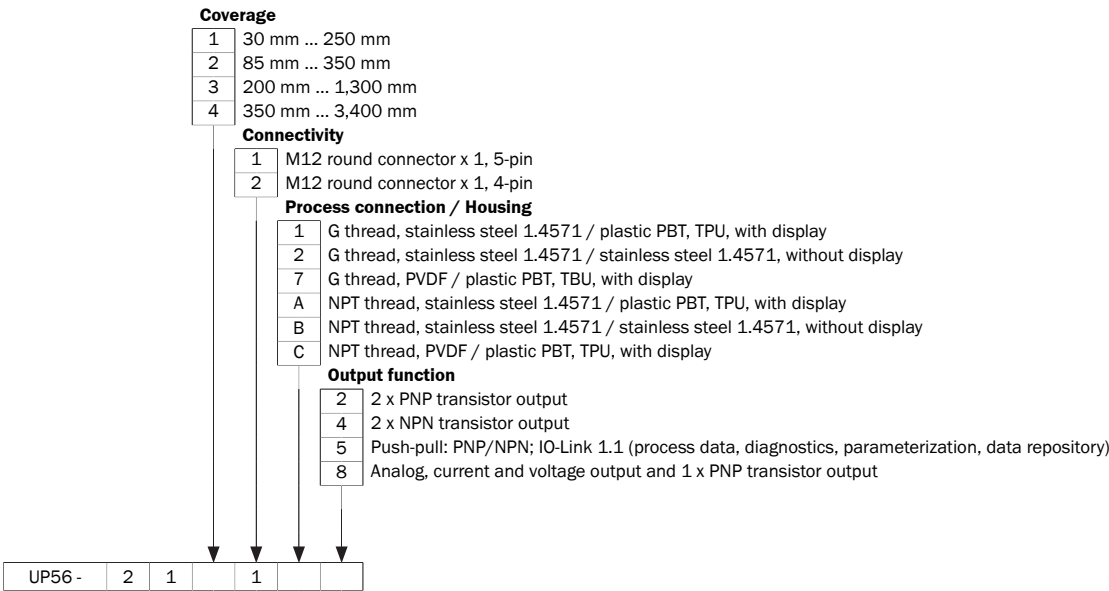 Coverage
1 30 mm ... 250 mm
2 85 mm ... 350 mm
3 200 mm ... 1,300 mm
4 350 mm ... 3,400 mm
Connectivity
1 M12 round connector x 1, 5-pin
2 M12 round connector x 1, 4-pin
Process connection / Housing
1 G thread, stainless steel 1.4571 / plastic PBT, TPU, with display
2 G thread, stainless steel 1.4571 / stainless steel 1.4571, without display
7 G thread, PVDF / plastic PBT, TBU, with display
A NPT thread, stainless steel 1.4571 / plastic PBT, TPU, with display
B NPT thread, stainless steel 1.4571 / stainless steel 1.4571, without display
C NPT thread, PVDF / plastic PBT, TPU, with display
Output function
2 2 x PNP transistor output
4 2 x NPN transistor output
5 Push-pull: PNP/NPN; IO-Link 1.1 (process data, diagnostics, parameterization, data repository)
8 Analog, current and voltage output and 1 x PNP transistor output
UP56 - 2 1 1